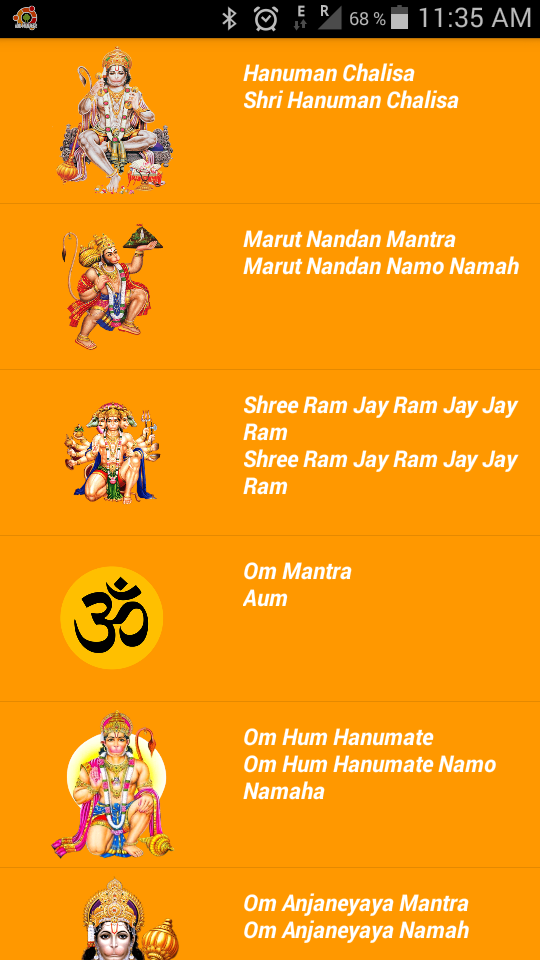 E R 68 % 11:35 AM
Hanuman Chalisa
Shri Hanuman Chalisa
Marut Nandan Mantra
Marut Nandan Namo Namah
Shree Ram Jay Ram Jay Jay
Ram
Shree Ram Jay Ram Jay Jay
Ram
Om Mantra
Aum
ॐ
Om Hum Hanumate
Om Hum Hanumate Namo
Namaha
Om Anjaneyaya Mantra
Om Anjaneyaya Namah